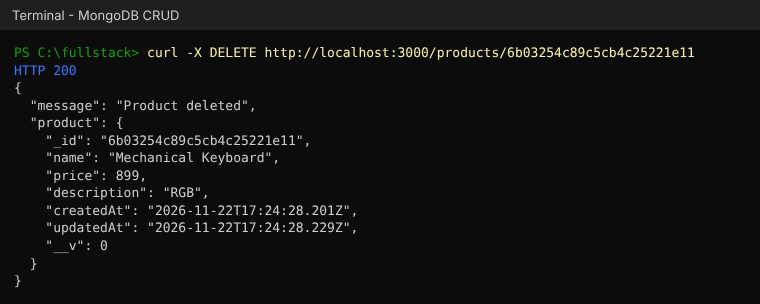 Terminal - MongoDB CRUD
PS C:\fullstack> curl -X DELETE http://localhost:3000/products/6b03254c89c5cb4c25221e11
HTTP 200
{
  "message": "Product deleted",
  "product": {
    "_id": "6b03254c89c5cb4c25221e11",
    "name": "Mechanical Keyboard",
    "price": 899,
    "description": "RGB",
    "createdAt": "2026-11-22T17:24:28.201Z",
    "updatedAt": "2026-11-22T17:24:28.229Z",
    "__v": 0
  }
}